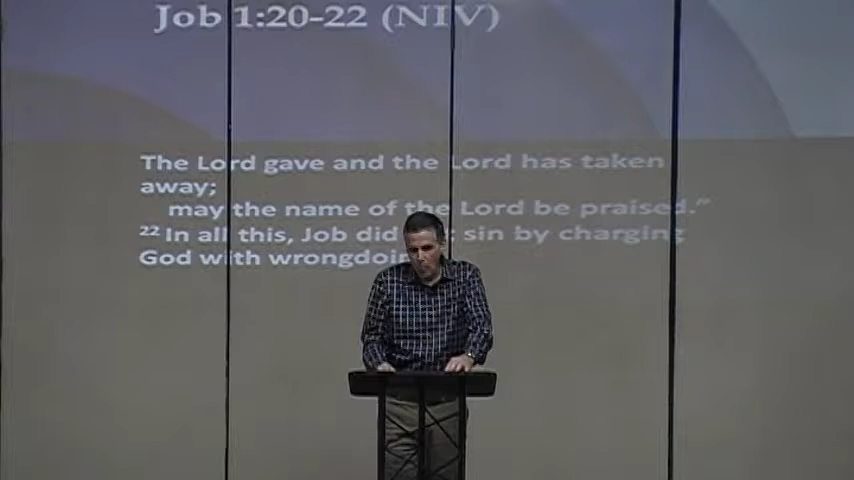 Job 1:20-22 (NIV)
The Lord gave and the Lord has taken
away;
may the name of the Lord be praised.”
22 In all this, Job did sin by charging
God with wrongdoin